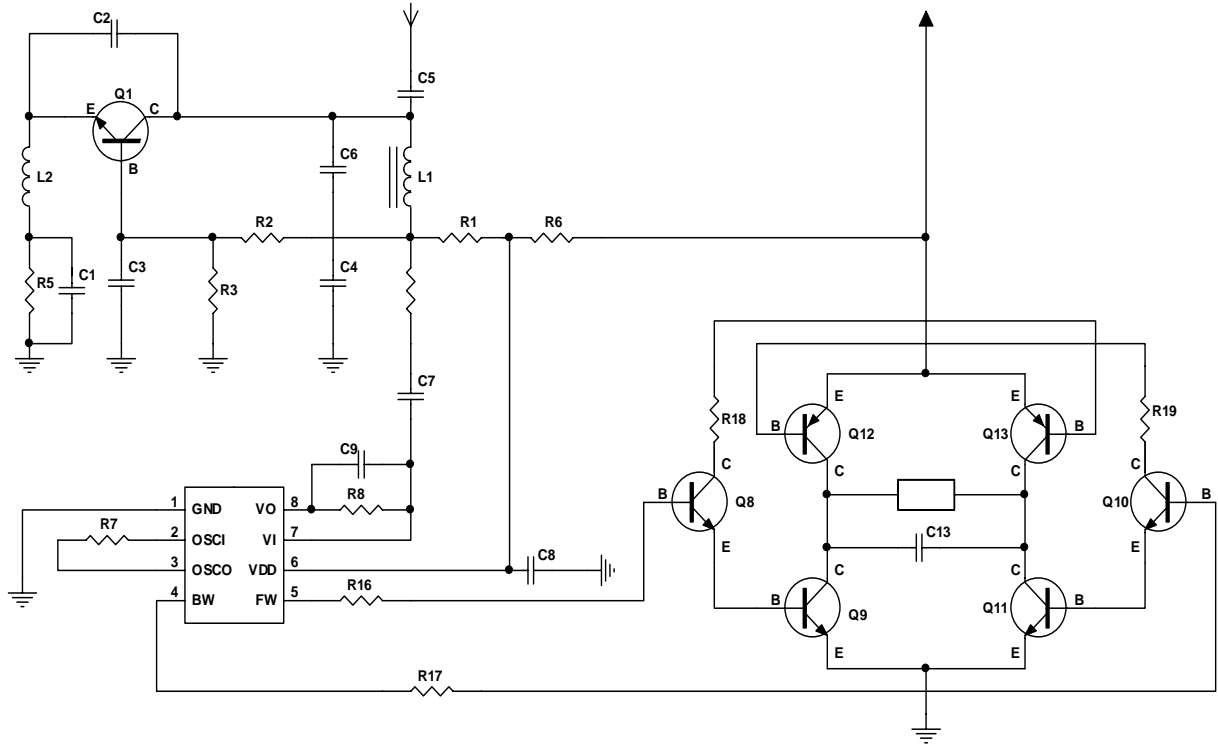 C2
Q1
E
C
B
C5
C6
L1
L2
R2
R1
R6
R5
C1
C3
R3
C4
C7
C9
R8
R7
1
GND
VO
8
2
OSCI
VI
7
3
OSCO
VDD
6
4
BW
FW
5
C8
R16
R17
R18
R19
E
E
B
Q12
Q13
B
C
C
C
C
B
Q8
Q10
B
C13
E
E
C
C
B
Q9
Q11
B
E
E